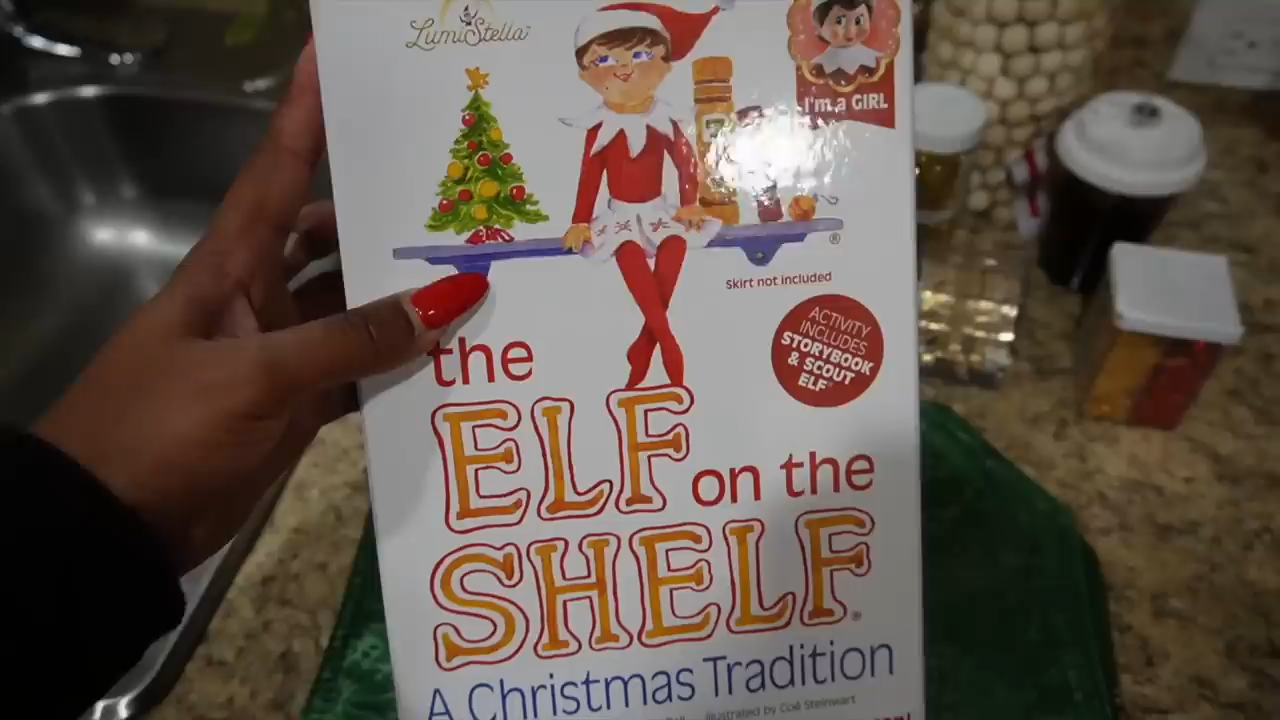 LumiStella™
I'm a GIRL
®
Skirt not included
ACTIVITY
INCLUDES
STORYBOOK
& SCOUT
ELF®
the
ELF
on the
SHELF®
A Christmas Tradition
illustrated by Coë Steinwart